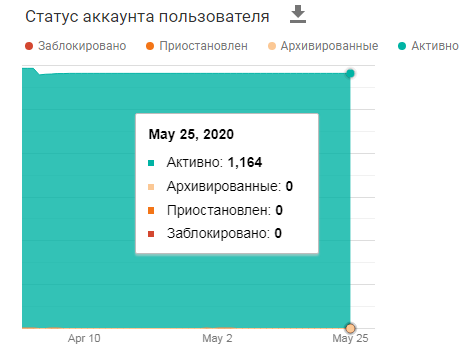 Статус аккаунта пользователя
Заблокировано Приостановлен Архивированные Активно
May 25, 2020
Активно: 1,164
Архивированные: 0
Приостановлен: 0
Заблокировано: 0
Apr 10 May 2 May 25